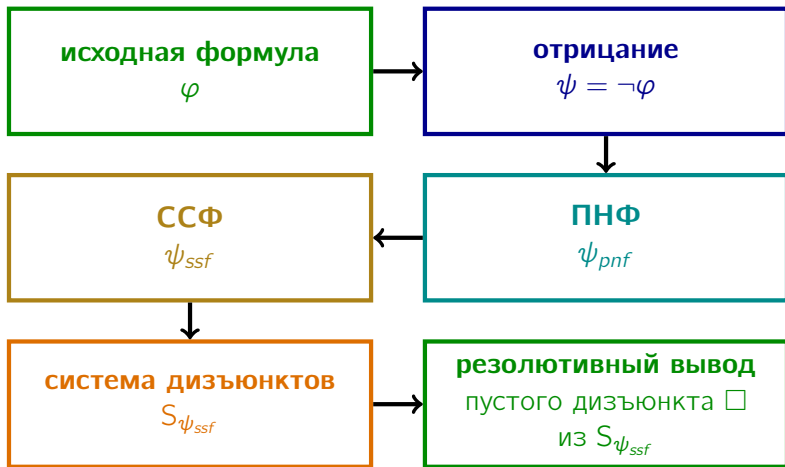 исходная формула
φ
отрицание
ψ = ¬φ
ССФ
ψ_ssf
ПНФ
ψ_pnf
система дизъюнктов
S_ψ_ssf
резолютивный вывод
пустого дизъюнкта □
из S_ψ_ssf